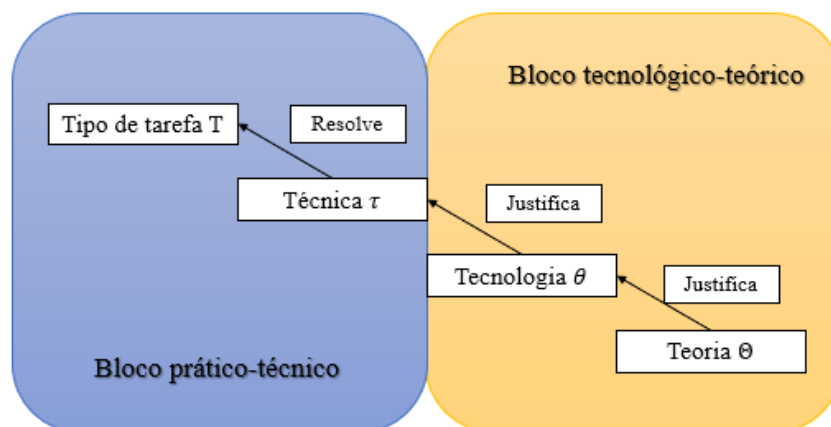 Bloco tecnológico-teórico
Tipo de tarefa T
Resolve
Técnica τ
Justifica
Tecnologia θ
Justifica
Teoria Θ
Bloco prático-técnico